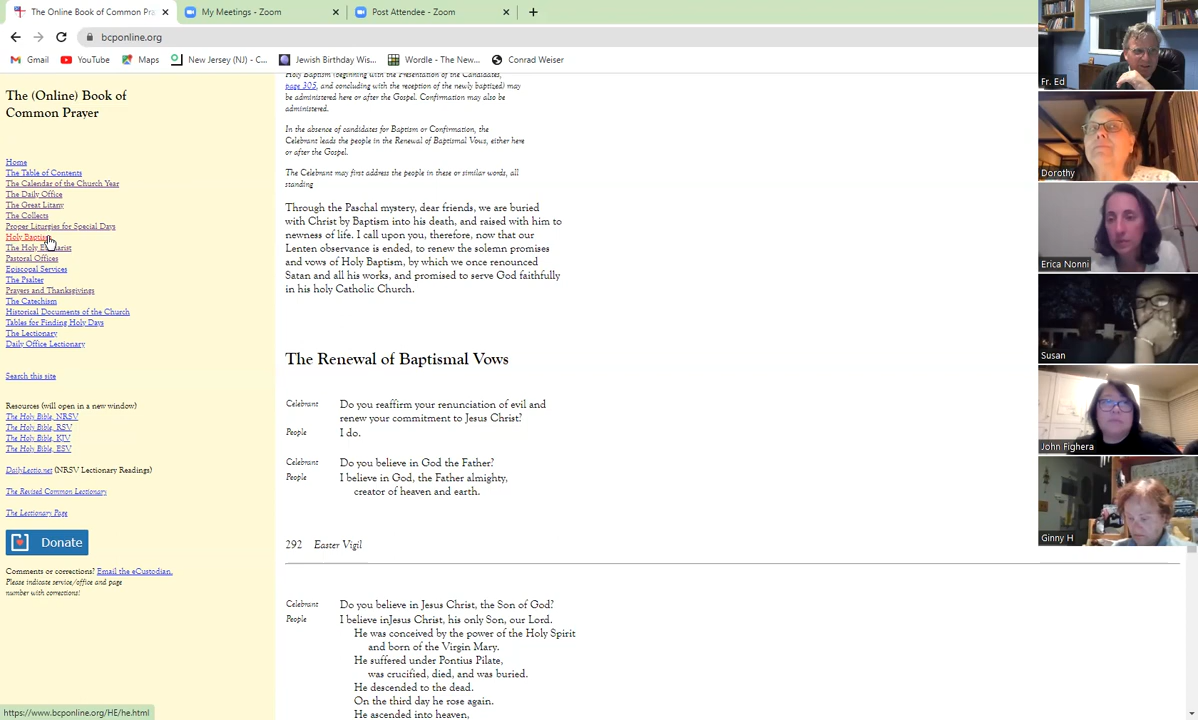 The Online Book of Common Pra
My Meetings - Zoom
Post Attendee - Zoom
bcponline.org
Gmail
YouTube
Maps
New Jersey (NJ) - C...
Jewish Birthday Wis...
Wordle - The New...
Conrad Weiser
The (Online) Book of
Common Prayer
Home
The Table of Contents
The Calendar of the Church Year
The Daily Office
The Great Litany
The Collects
Proper Liturgies for Special Days
Holy Baptis
The Holy Eucharist
Pastoral Offices
Episcopal Services
The Psalter
Prayers and Thanksgivings
The Catechism
Historical Documents of the Church
Tables for Finding Holy Days
The Lectionary
Daily Office Lectionary
Search this site
Resources (will open in a new window)
The Holy Bible, NRSV
The Holy Bible, RSV
The Holy Bible, KJV
The Holy Bible, ESV
DailyLectio.net (NRSV Lectionary Readings)
The Revised Common Lectionary
The Lectionary Page
Donate
Comments or corrections? Email the eCustodian.
Please indicate service/office and page
number with corrections!
https://www.bcponline.org/HE/he.html
Holy Baptism (beginning with the Presentation of the Candidates,
page 305, and concluding with the reception of the newly baptized) may
be administered here or after the Gospel. Confirmation may also be
administered.
In the absence of candidates for Baptism or Confirmation, the
Celebrant leads the people in the Renewal of Baptismal Vows, either here
or after the Gospel.
The Celebrant may first address the people in these or similar words, all
standing
Through the Paschal mystery, dear friends, we are buried
with Christ by Baptism into his death, and raised with him to
newness of life. I call upon you, therefore, now that our
Lenten observance is ended, to renew the solemn promises
and vows of Holy Baptism, by which we once renounced
Satan and all his works, and promised to serve God faithfully
in his holy Catholic Church.
The Renewal of Baptismal Vows
Celebrant Do you reaffirm your renunciation of evil and
renew your commitment to Jesus Christ?
People I do.
Celebrant Do you believe in God the Father?
People I believe in God, the Father almighty,
creator of heaven and earth.
292 Easter Vigil
Celebrant Do you believe in Jesus Christ, the Son of God?
People I believe inJesus Christ, his only Son, our Lord.
He was conceived by the power of the Holy Spirit
and born of the Virgin Mary.
He suffered under Pontius Pilate,
was crucified, died, and was buried.
He descended to the dead.
On the third day he rose again.
He ascended into heaven,
Fr. Ed
Dorothy
Erica Nonni
Susan
John Fighera
Ginny H